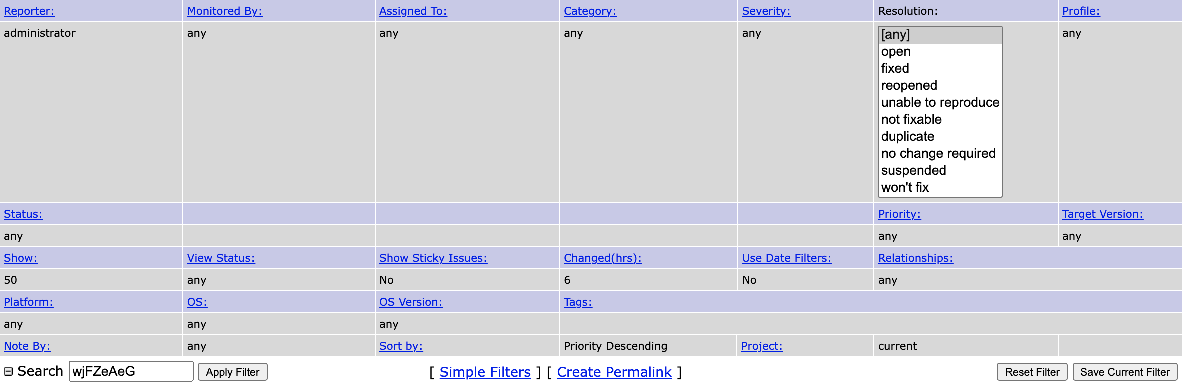 Reporter: Monitored By: Assigned To: Category: Severity: Resolution: Profile:
administrator any any any any [any] any
open
fixed
reopened
unable to reproduce
not fixable
duplicate
no change required
suspended
won't fix
Status: Priority: Target Version:
any any any
Show: View Status: Show Sticky Issues: Changed(hrs): Use Date Filters: Relationships:
50 any No 6 No any
Platform: OS: OS Version: Tags:
any any any
Note By: any Sort by: Priority Descending Project: current
Search wjFZeAeG Apply Filter [ Simple Filters ] [ Create Permalink ] Reset Filter Save Current Filter